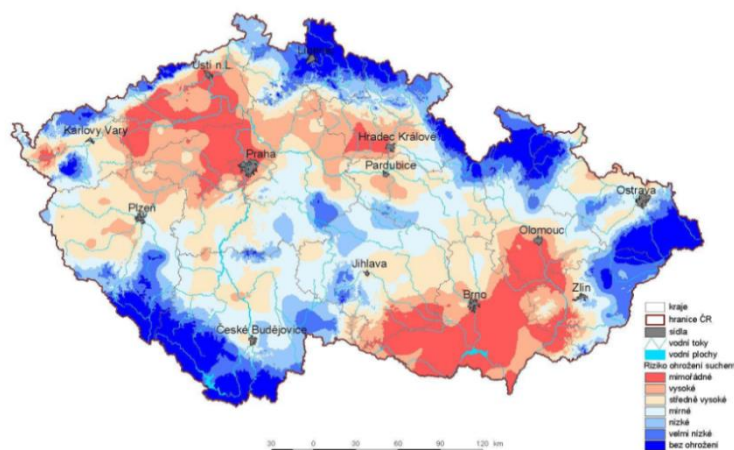 Ústí n.L.
Liberec
Karlovy Vary
Hradec Králové
Praha
Pardubice
Plzeň
Ostrava
Olomouc
Jihlava
Zlín
Brno
České Budějovice
kraje
hranice ČR
sídla
vodní toky
vodní plochy
Riziko ohrožení suchem
mimořádné
vysoké
středně vysoké
mírné
nízké
velmi nízké
bez ohrožení
30 15 0 30 60 90 120 km